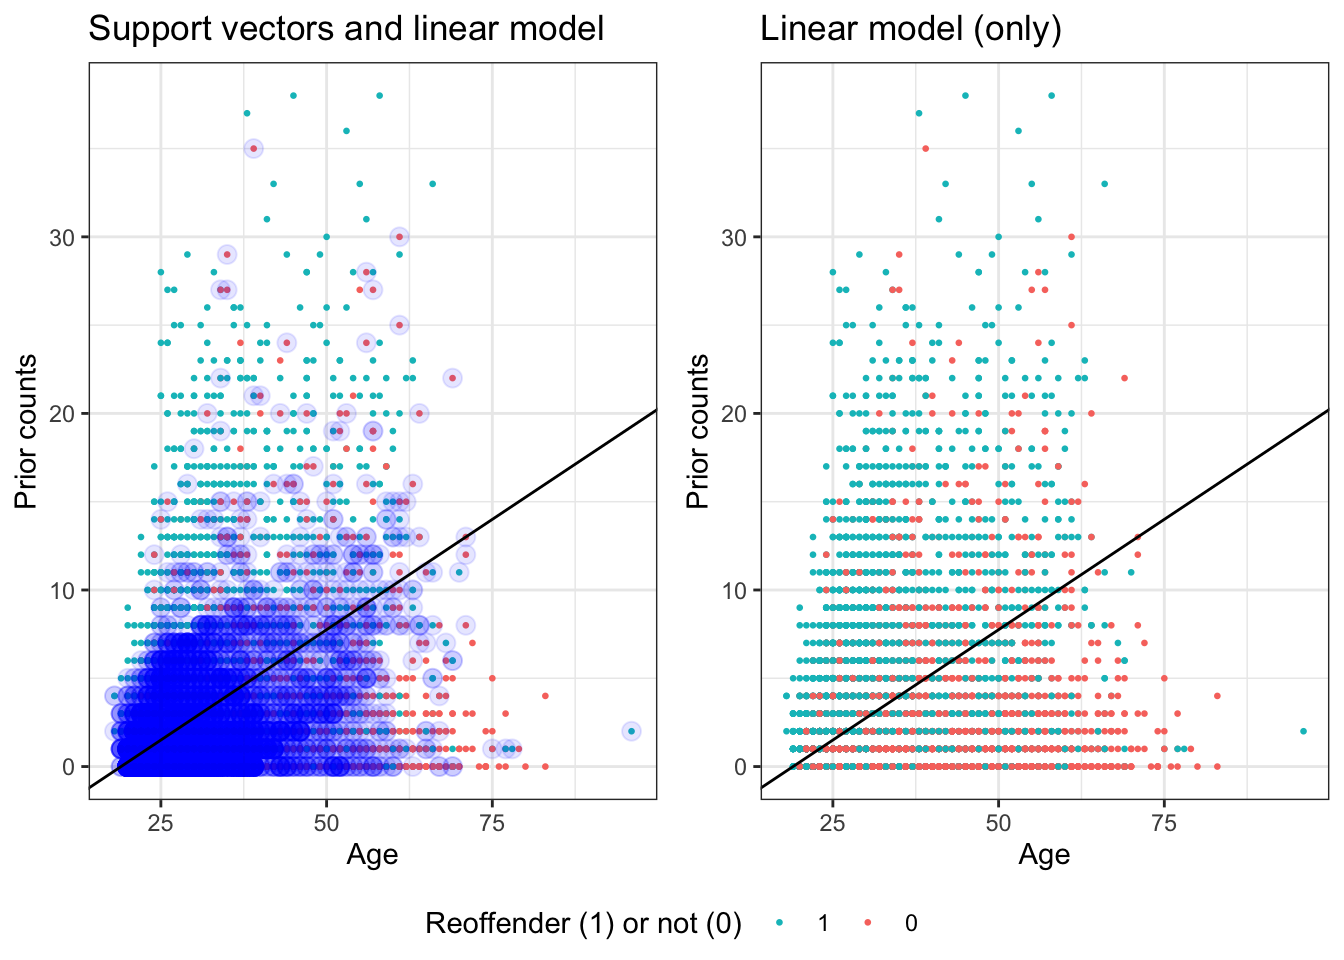 Support vectors and linear model
Linear model (only)
Prior counts
30
20
10
0
25 50 75
Age
Prior counts
30
20
10
0
25 50 75
Age
Reoffender (1) or not (0) 1 0